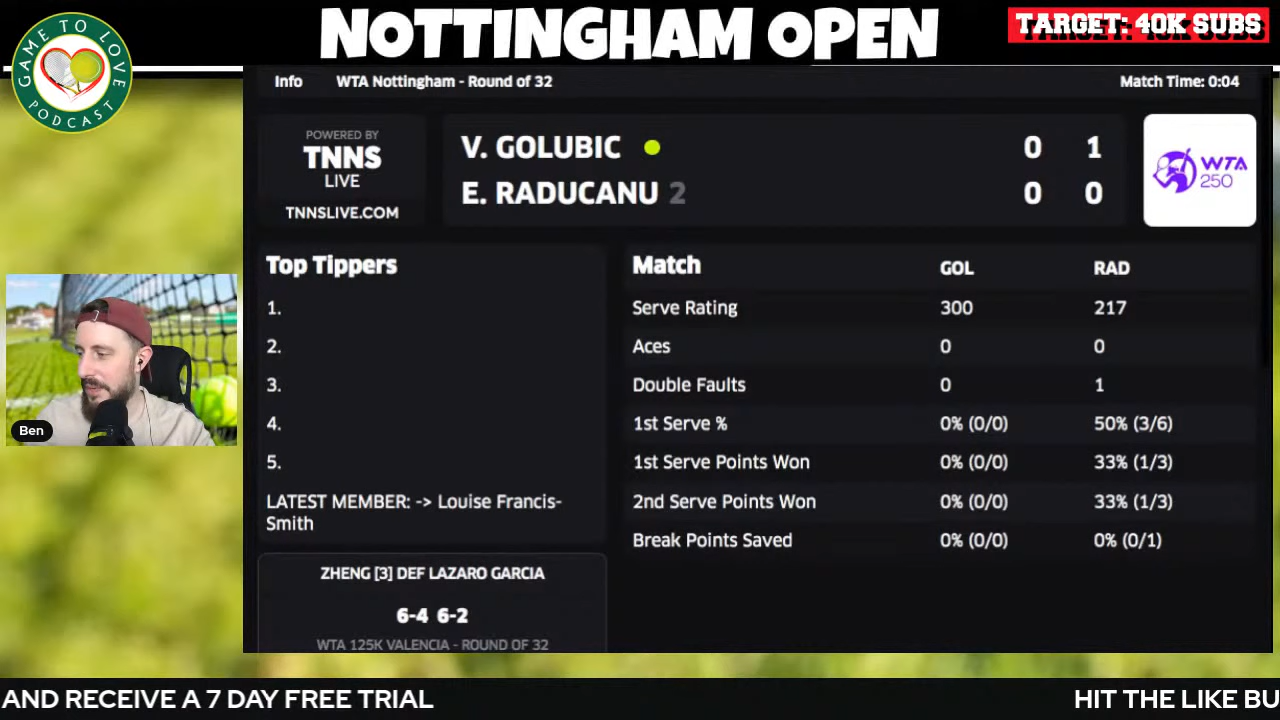 NOTTINGHAM OPEN
TARGET: 40K SUBS
GAME TO LOVE
PODCAST
Info WTA Nottingham - Round of 32 Match Time: 0:04
POWERED BY
TNNS
LIVE
TNNSLIVE.COM
V. GOLUBIC 0 1
E. RADUCANU 2 0 0
WTA
250
Top Tippers
1.
2.
3.
4.
5.
LATEST MEMBER: -> Louise Francis-
Smith
Match GOL RAD
Serve Rating 300 217
Aces 0 0
Double Faults 0 1
1st Serve % 0% (0/0) 50% (3/6)
1st Serve Points Won 0% (0/0) 33% (1/3)
2nd Serve Points Won 0% (0/0) 33% (1/3)
Break Points Saved 0% (0/0) 0% (0/1)
Ben
ZHENG [3] DEF LAZARO GARCIA
6-4 6-2
WTA 125K VALENCIA - ROUND OF 32
AND RECEIVE A 7 DAY FREE TRIAL HIT THE LIKE BU